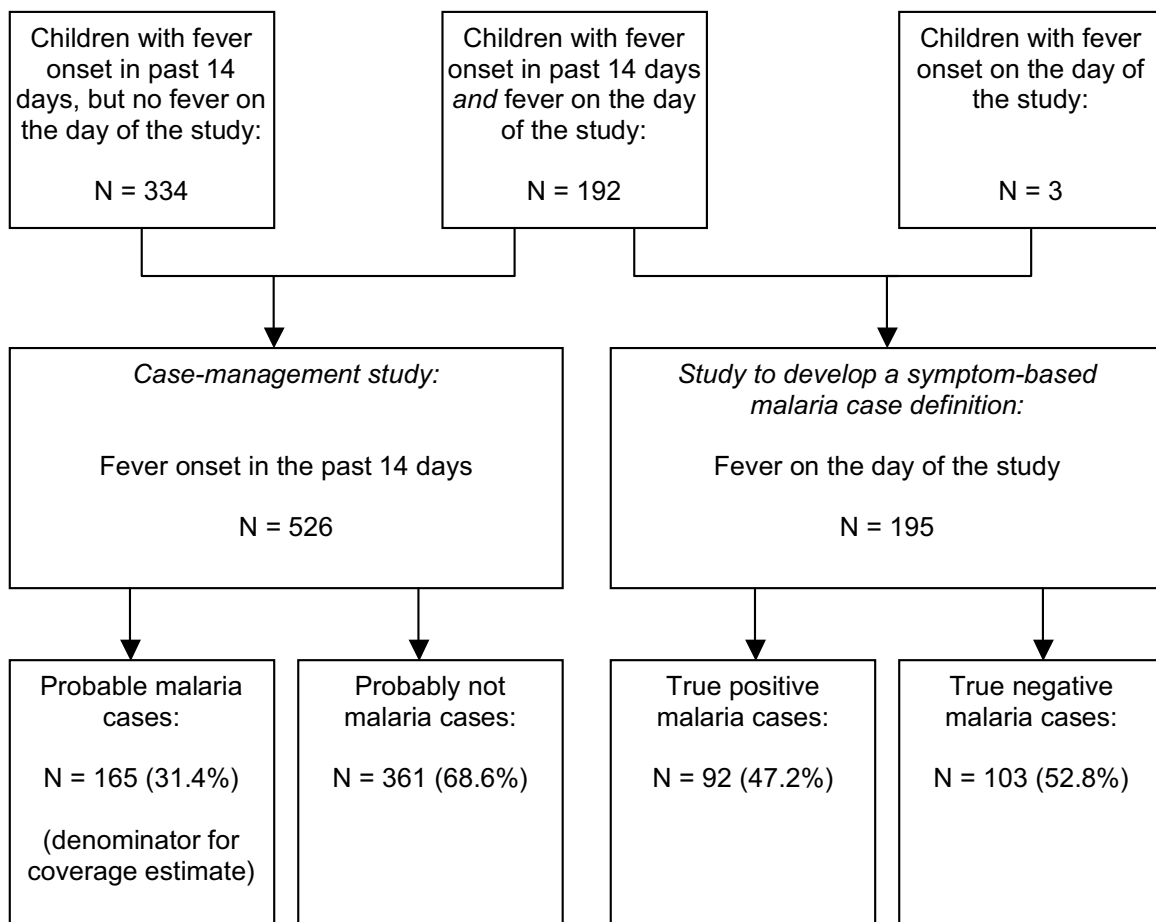 Children with fever
onset in past 14
days, but no fever on
the day of the study:
N = 334
Children with fever
onset in past 14 days
and fever on the day
of the study:
N = 192
Children with fever
onset on the day of
the study:
N = 3
Case-management study:
Fever onset in the past 14 days
N = 526
Study to develop a symptom-based
malaria case definition:
Fever on the day of the study
N = 195
Probable malaria
cases:
N = 165 (31.4%)
(denominator for
coverage estimate)
Probably not
malaria cases:
N = 361 (68.6%)
True positive
malaria cases:
N = 92 (47.2%)
True negative
malaria cases:
N = 103 (52.8%)